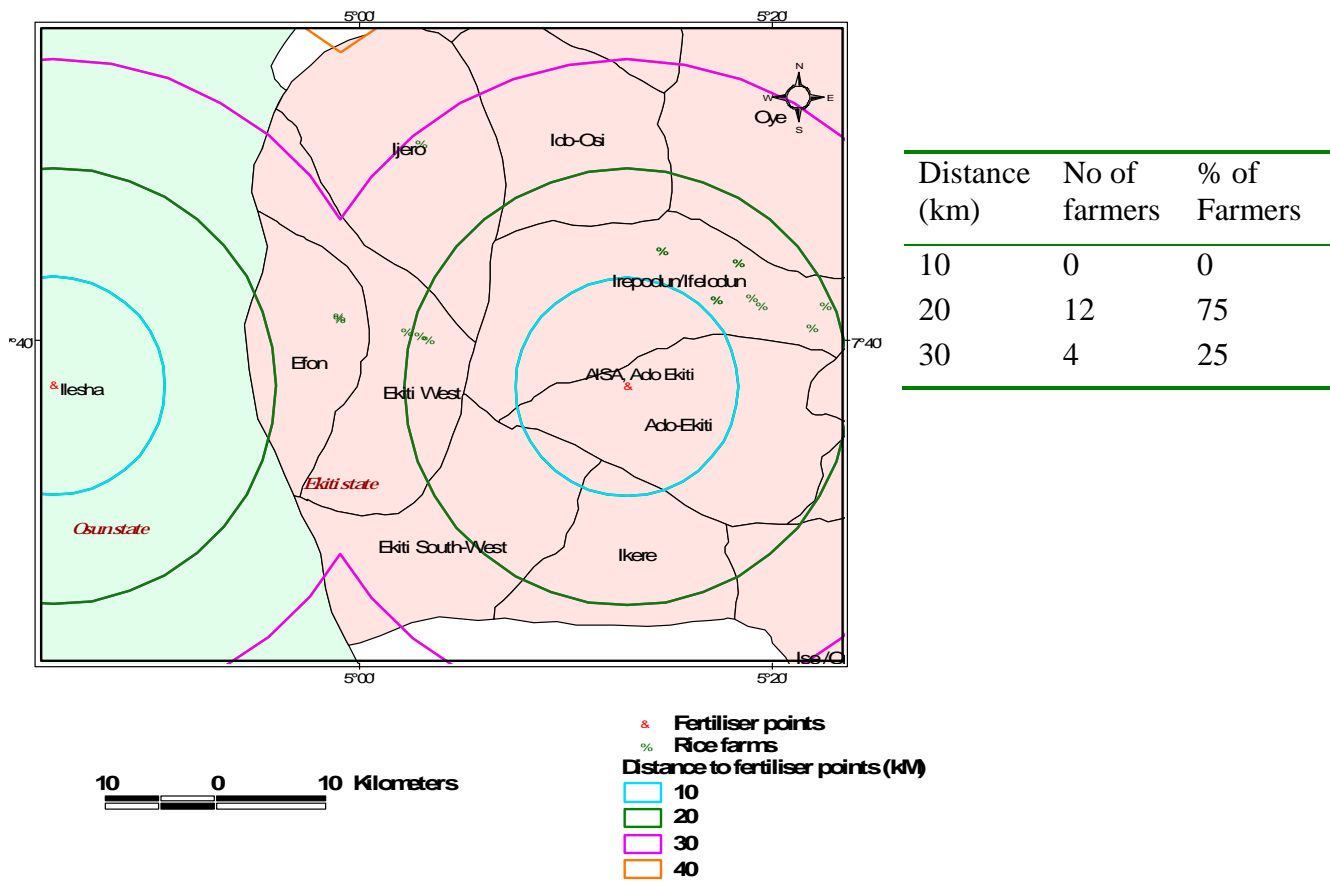 5°00'
5°20'
N
W
E
S
Oye
Ido-Osi
Ijero
%
%
%
Irepodun/Ifelodun
%
%
%
%
%
%
%
%
%
7°40'
°40'
Efon
AISA, Ado Ekiti
&
&
Ilesha
Ekiti West
Ado-Ekiti
Ekiti state
Osun state
Ekiti South-West
Ikere
Ise /O
5°00'
5°20'
& Fertiliser points
% Rice farms
Distance to fertiliser points (kM)
10
20
30
40
10 0 10 Kilometers
Distance (km)
No of farmers
% of Farmers
10 0 0
20 12 75
30 4 25